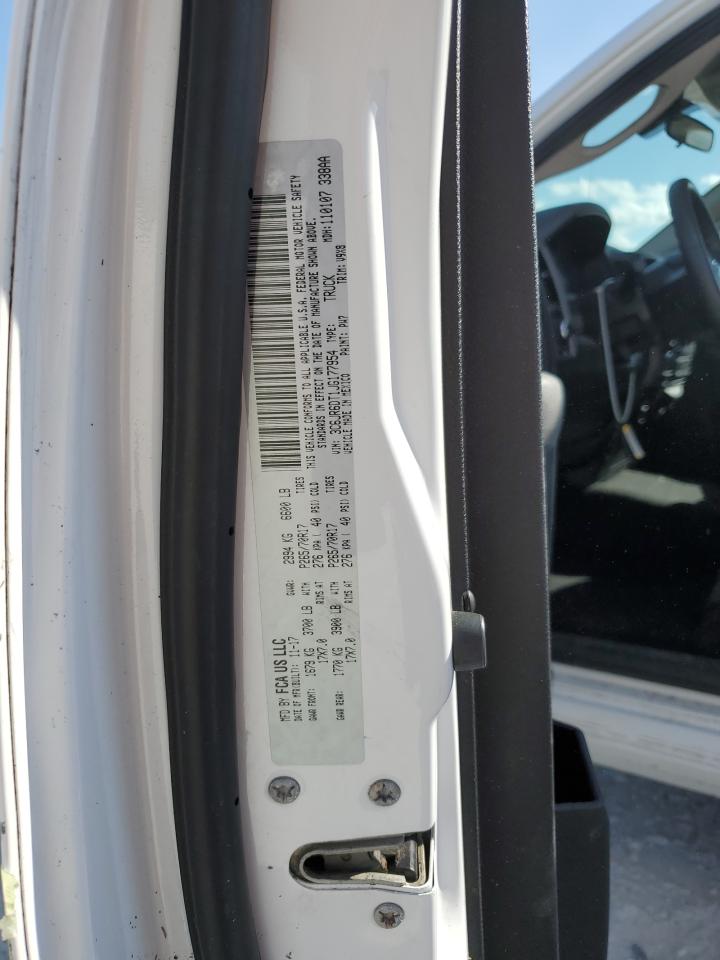 MFD BY FCA US LLC
DATE OF MFR(BUILT): 11-17 GVWR: 2994 KG 6600 LB
GAWR FRONT: 1679 KG 3700 LB WITH P265/70R17 TIRES
17X7.0 RIMS AT 276 KPA ( 40 PSI) COLD
GAWR REAR: 1770 KG 3900 LB WITH P265/70R17 TIRES
17X7.0 RIMS AT 276 KPA ( 40 PSI) COLD
THIS VEHICLE CONFORMS TO ALL APPLICABLE U.S.A. FEDERAL MOTOR VEHICLE SAFETY
STANDARDS IN EFFECT ON THE DATE OF MANUFACTURE SHOWN ABOVE.
VIN: 3C6JR6DT1JG177954 TYPE: TRUCK MDH: 110107 338AA
VEHICLE MADE IN MEXICO PAINT: PW7 TRIM: V9X8